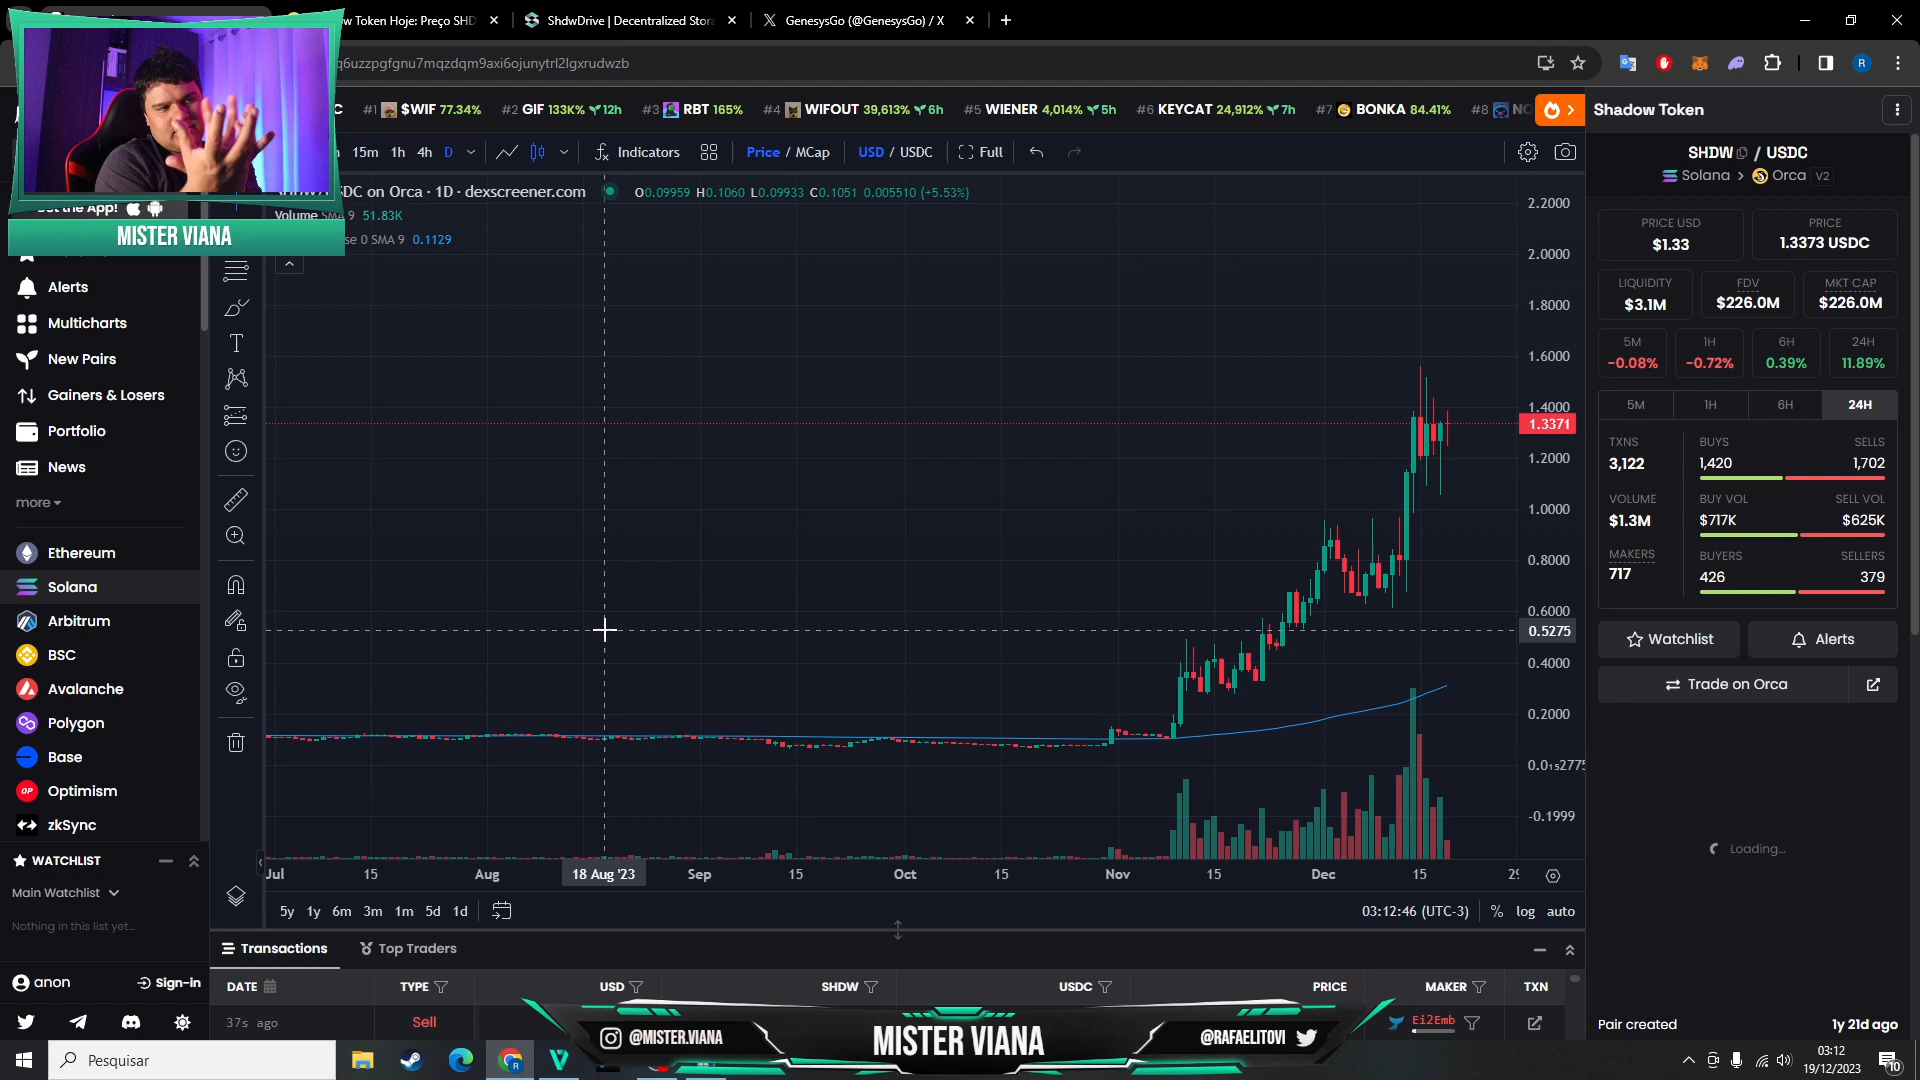 ow Token Hoje: Preço SHD
ShdwDrive | Decentralized Stora
GenesysGo (@GenesysGo) / X
q6uzzpgfgnu7mqzdqm9axi6ojunytrl2lgxrudwzb
#1 $WIF 77.34% #2 GIF 133K% 12h #3 RBT 165% #4 WIFOUT 39,613% 6h #5 WIENER 4,014% 5h #6 KEYCAT 24,912% 7h #7 BONKA 84.41% #8 NO
Shadow Token
15m 1h 4h D Indicators Price / MCap USD / USDC Full
SHDW / USDC
Solana > Orca V2
DC on Orca · 1D · dexscreener.com O0.09959 H0.1060 L0.09933 C0.1051 0.005510 (+5.53%)
Volume SMA 9 51.83K
se 0 SMA 9 0.1129
Get the App!
MISTER VIANA
Alerts
Multicharts
New Pairs
Gainers & Losers
Portfolio
News
more
Ethereum
Solana
Arbitrum
BSC
Avalanche
Polygon
Base
Optimism
zkSync
WATCHLIST
Main Watchlist
Nothing in this list yet...
anon Sign-in
2.2000
2.0000
1.8000
1.6000
1.4000
1.3371
1.2000
1.0000
0.8000
0.6000
0.5275
0.4000
0.2000
0.0₁₅2775
-0.1999
Jul 15 Aug 18 Aug '23 Sep 15 Oct 15 Nov 15 Dec 15 29
5y 1y 6m 3m 1m 5d 1d
03:12:46 (UTC-3) % log auto
PRICE USD
$1.33
PRICE
1.3373 USDC
LIQUIDITY
$3.1M
FDV
$226.0M
MKT CAP
$226.0M
5M
-0.08%
1H
-0.72%
6H
0.39%
24H
11.89%
5M 1H 6H 24H
TXNS
3,122
BUYS SELLS
1,420 1,702
VOLUME
$1.3M
BUY VOL SELL VOL
$717K $625K
MAKERS
717
BUYERS SELLERS
426 379
Watchlist Alerts
Trade on Orca
Loading...
Pair created 1y 21d ago
Transactions Top Traders
DATE TYPE USD SHDW USDC PRICE MAKER TXN
37s ago Sell Ei2Emb
@MISTER.VIANA
MISTER VIANA
@RAFAELITOVI
Pesquisar
03:12
19/12/2023
10